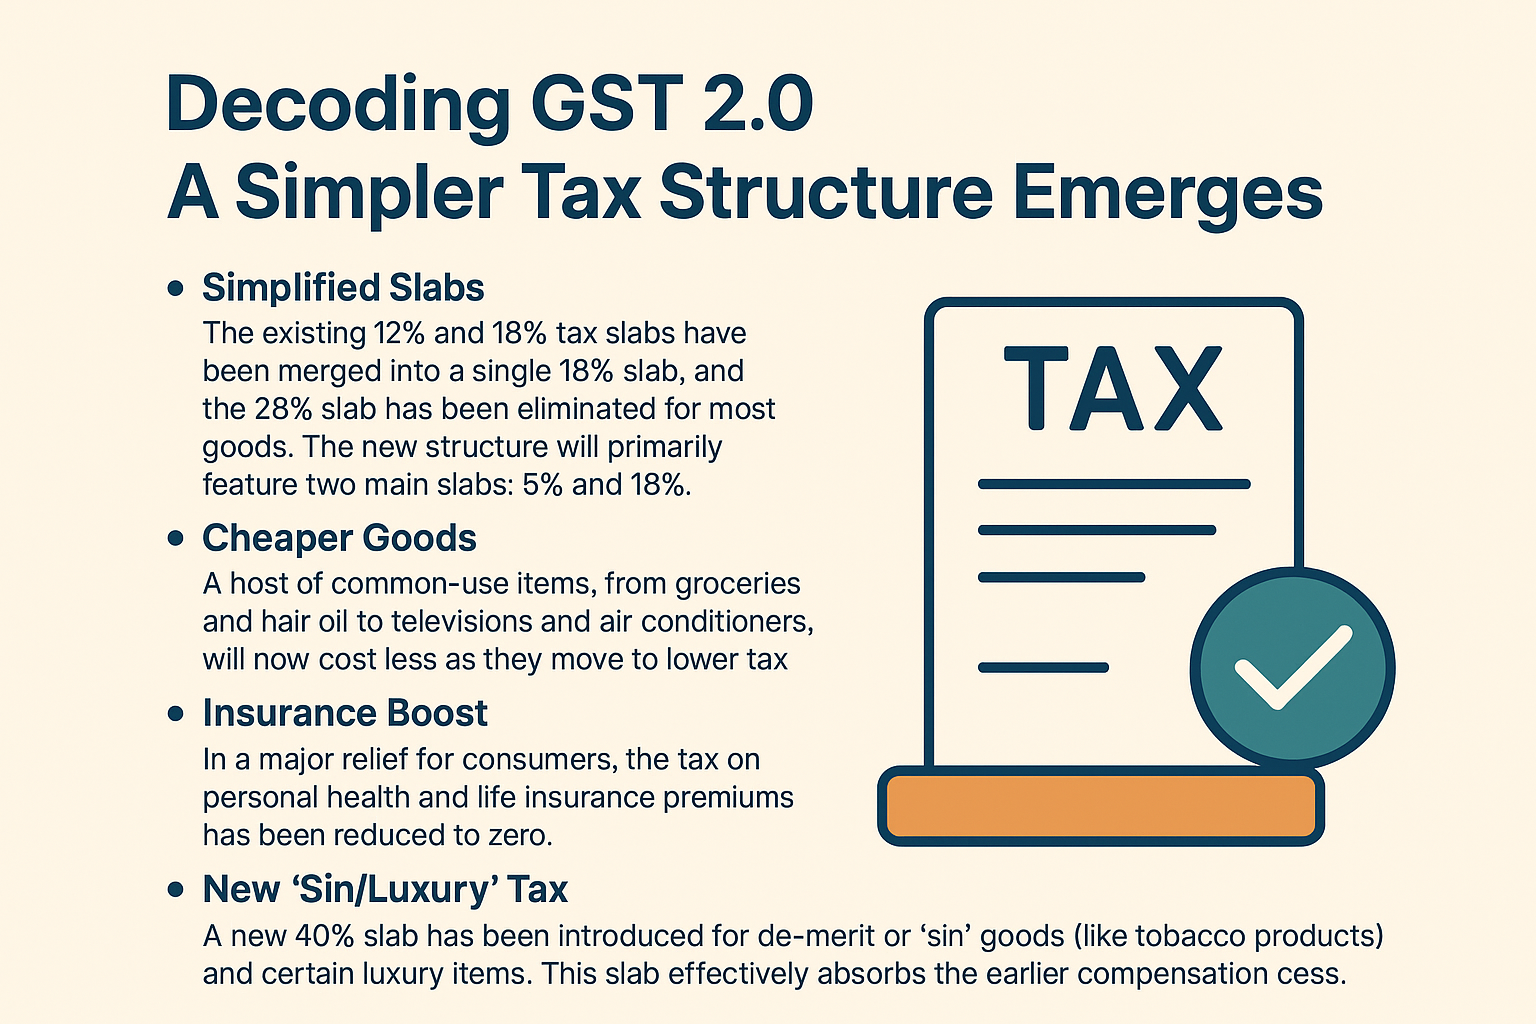 Decoding GST 2.0
A Simpler Tax Structure Emerges
• Simplified Slabs
The existing 12% and 18% tax slabs have
been merged into a single 18% slab, and
the 28% slab has been eliminated for most
goods. The new structure will primarily
feature two main slabs: 5% and 18%.
• Cheaper Goods
A host of common-use items, from groceries
and hair oil to televisions and air conditioners,
will now cost less as they move to lower tax
• Insurance Boost
In a major relief for consumers, the tax on
personal health and life insurance premiums
has been reduced to zero.
• New ‘Sin/Luxury’ Tax
A new 40% slab has been introduced for de-merit or ‘sin’ goods (like tobacco products)
and certain luxury items. This slab effectively absorbs the earlier compensation cess.
TAX